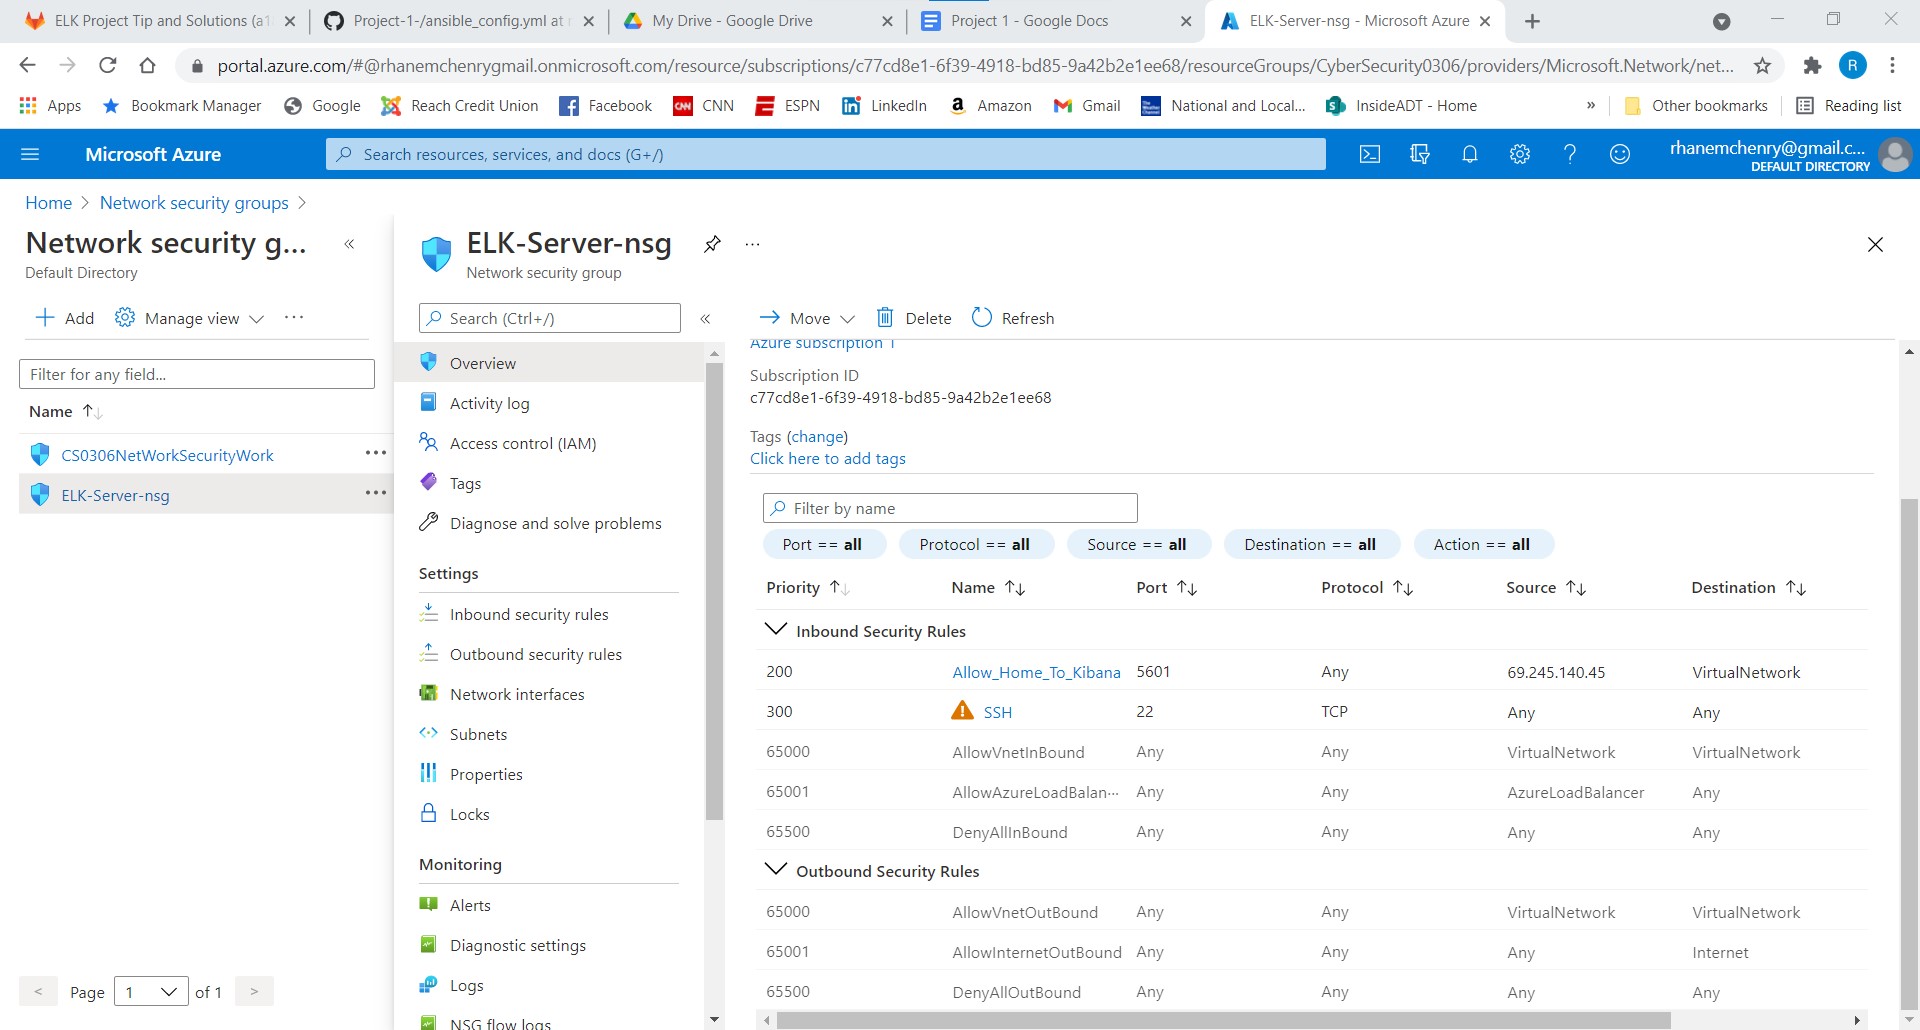 ELK Project Tip and Solutions (a1
Project-1-/ansible_config.yml at
My Drive - Google Drive
Project 1 - Google Docs
ELK-Server-nsg - Microsoft Azure
portal.azure.com/#@rhanemchenrygmail.onmicrosoft.com/resource/subscriptions/c77cd8e1-6f39-4918-bd85-9a42b2e1ee68/resourceGroups/CyberSecurity0306/providers/Microsoft.Network/net...
R
Apps
Bookmark Manager
Google
Reach Credit Union
Facebook
CNN
ESPN
LinkedIn
Amazon
Gmail
National and Local...
InsideADT - Home
»
Other bookmarks
Reading list
Microsoft Azure
Search resources, services, and docs (G+/)
rhanemchenry@gmail.c...
DEFAULT DIRECTORY
Home > Network security groups >
Network security g...
Default Directory
Add
Manage view
Filter for any field...
Name
CS0306NetWorkSecurityWork
ELK-Server-nsg
< Page 1 of 1 >
ELK-Server-nsg
Network security group
Search (Ctrl+/)
Overview
Activity log
Access control (IAM)
Tags
Diagnose and solve problems
Settings
Inbound security rules
Outbound security rules
Network interfaces
Subnets
Properties
Locks
Monitoring
Alerts
Diagnostic settings
Logs
NSG flow logs
Move
Delete
Refresh
Azure subscription 1
Subscription ID
c77cd8e1-6f39-4918-bd85-9a42b2e1ee68
Tags (change)
Click here to add tags
Filter by name
Port == all
Protocol == all
Source == all
Destination == all
Action == all
Priority Name Port Protocol Source Destination
Inbound Security Rules
200 Allow_Home_To_Kibana 5601 Any 69.245.140.45 VirtualNetwork
300 SSH 22 TCP Any Any
65000 AllowVnetInBound Any Any VirtualNetwork VirtualNetwork
65001 AllowAzureLoadBalan··· Any Any AzureLoadBalancer Any
65500 DenyAllInBound Any Any Any Any
Outbound Security Rules
65000 AllowVnetOutBound Any Any VirtualNetwork VirtualNetwork
65001 AllowInternetOutBound Any Any Any Internet
65500 DenyAllOutBound Any Any Any Any